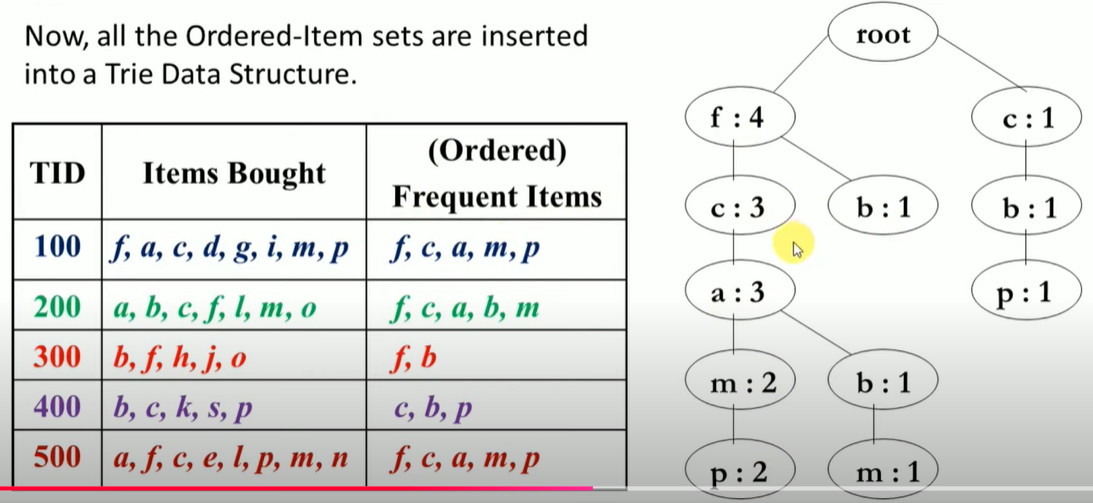 Now, all the Ordered-Item sets are inserted
into a Trie Data Structure.
TID Items Bought (Ordered)
Frequent Items
100 f, a, c, d, g, i, m, p f, c, a, m, p
200 a, b, c, f, l, m, o f, c, a, b, m
300 b, f, h, j, o f, b
400 b, c, k, s, p c, b, p
500 a, f, c, e, l, p, m, n f, c, a, m, p
root
f : 4 c : 1
c : 3 b : 1 b : 1
a : 3 p : 1
m : 2 b : 1
p : 2 m : 1